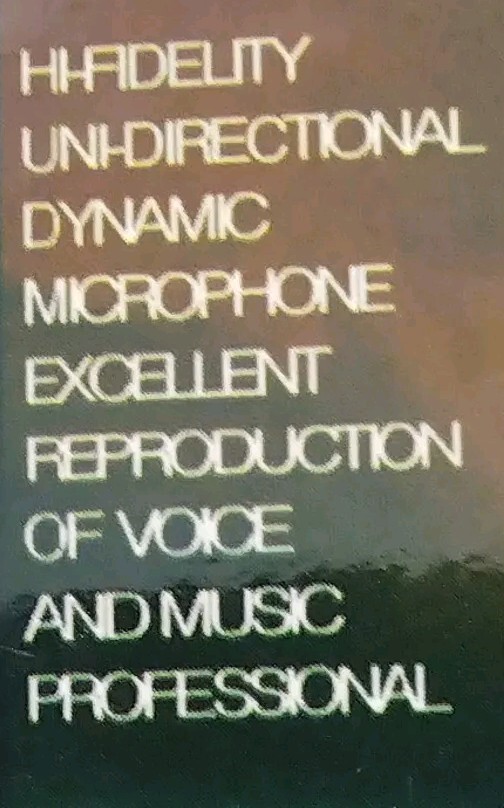 HI-FIDELITY
UNI-DIRECTIONAL
DYNAMIC
MICROPHONE
EXCELLENT
REPRODUCTION
OF VOICE
AND MUSIC
PROFESSIONAL